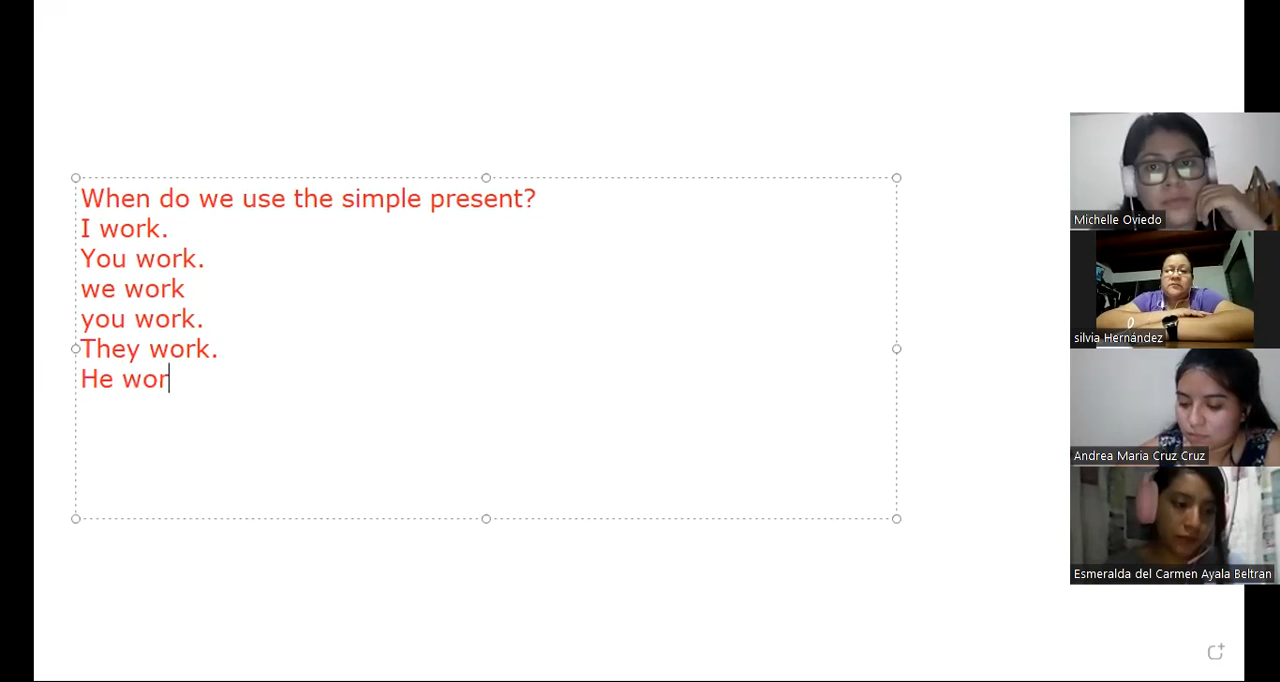 When do we use the simple present?
I work.
You work.
we work
you work.
They work.
He wor
Michelle Oviedo
silvia Hernández
Andrea Maria Cruz Cruz
Esmeralda del Carmen Ayala Beltran